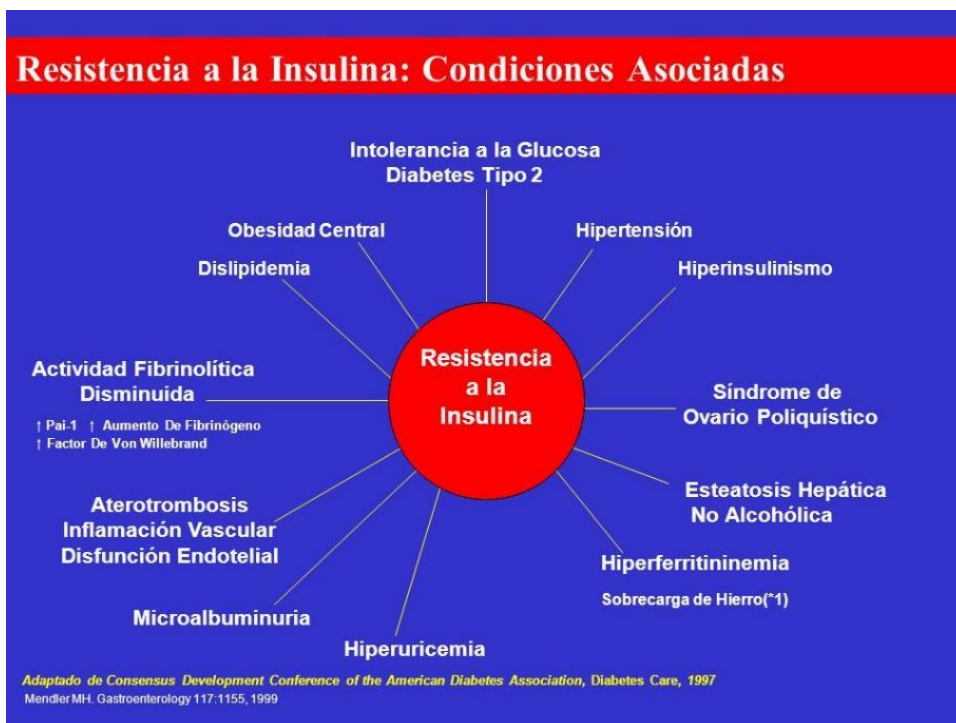 Resistencia a la Insulina: Condiciones Asociadas
Intolerancia a la Glucosa
Diabetes Tipo 2
Obesidad Central
Hipertensión
Dislipidemia
Hiperinsulinismo
Resistencia
a la
Insulina
Actividad Fibrinolítica
Disminuida
↑ Pai-1 ↑ Aumento De Fibrinógeno
↑ Factor De Von Willebrand
Síndrome de
Ovario Poliquístico
Aterotrombosis
Inflamación Vascular
Disfunción Endotelial
Esteatosis Hepática
No Alcohólica
Hiperferritininemia
Sobrecarga de Hierro(*1)
Microalbuminuria
Hiperuricemia
Adaptado de Consensus Development Conference of the American Diabetes Association, Diabetes Care, 1997
Mendler MH. Gastroenterology 117:1155, 1999